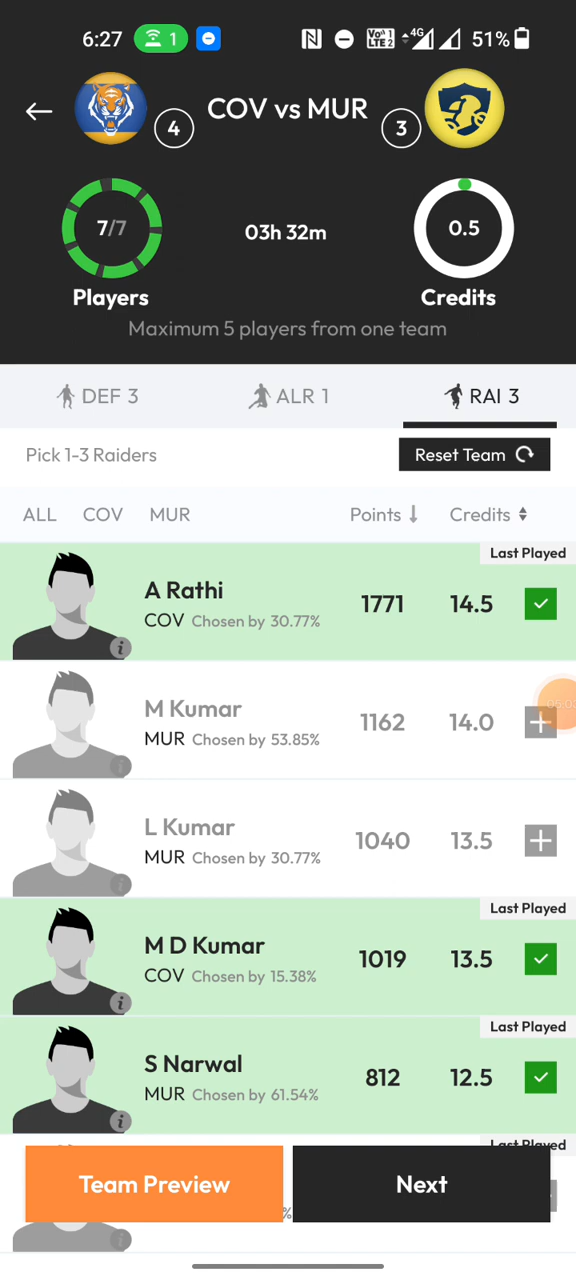 6:27 1 Vo)) 1 LTE 2 4G 51%
COV vs MUR
4 3
7/7 03h 32m 0.5
Players Credits
Maximum 5 players from one team
DEF 3 ALR 1 RAI 3
Pick 1-3 Raiders Reset Team
ALL COV MUR Points Credits
Last Played
A Rathi 1771 14.5
COV Chosen by 30.77%
M Kumar 1162 14.0
MUR Chosen by 53.85%
L Kumar 1040 13.5
MUR Chosen by 30.77%
Last Played
M D Kumar 1019 13.5
COV Chosen by 15.38%
Last Played
S Narwal 812 12.5
MUR Chosen by 61.54%
Last Played
Team Preview Next
%